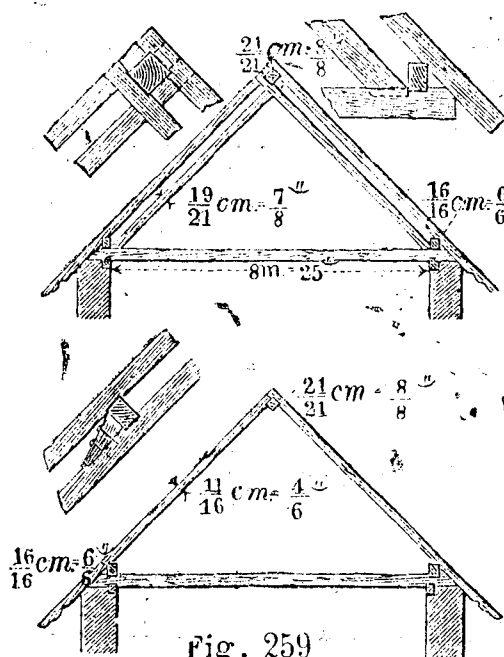 21/21 cm = 8/8"
19/21 cm = 7/8"
16/16 cm = 6/6
8m = 25
21/21 cm = 8/8"
11/16 cm = 4/6"
16/16 cm = 6/6"
Fig. 259